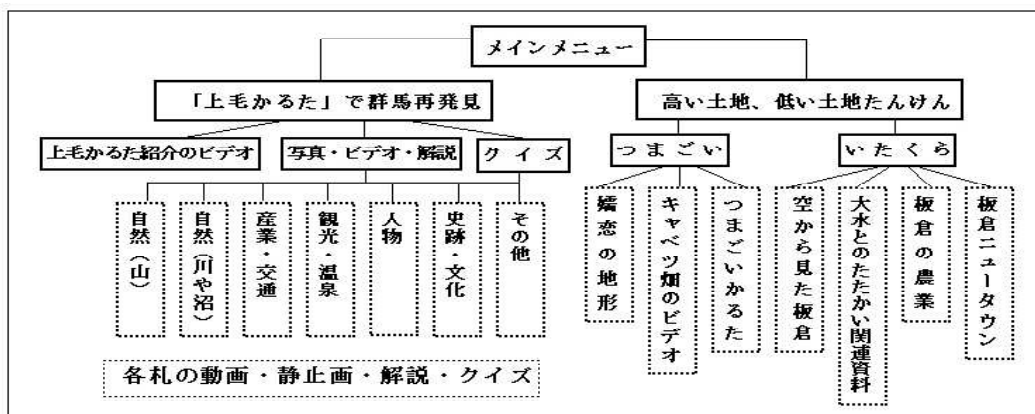 メインメニュー
「上毛かるた」で群馬再発見
高い土地、低い土地たんけん
上毛かるた紹介のビデオ
写真・ビデオ・解説
クイズ
つまごい
いたくら
自然(山)
自然(川や沼)
産業・交通
観光・温泉
人物
史跡・文化
その他
嬬恋の地形
キャベツ畑のビデオ
つまごいかるた
空から見た板倉
大水とのたたかい関連資料
板倉の農業
板倉ニュータウン
各札の動画・静止画・解説・クイズ